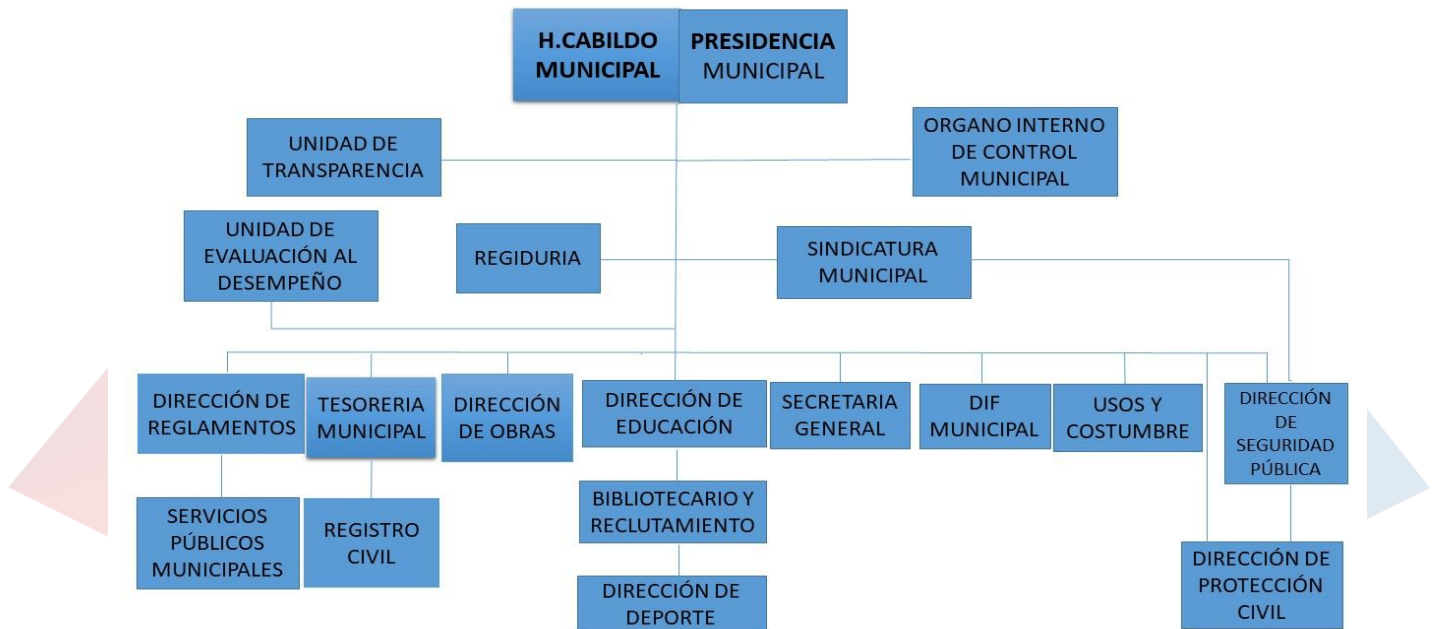 H.CABILDO
MUNICIPAL
PRESIDENCIA
MUNICIPAL
UNIDAD DE
TRANSPARENCIA
ORGANO INTERNO
DE CONTROL
MUNICIPAL
UNIDAD DE
EVALUACIÓN AL
DESEMPEÑO
REGIDURIA
SINDICATURA
MUNICIPAL
DIRECCIÓN DE
REGLAMENTOS
TESORERIA
MUNICIPAL
DIRECCIÓN
DE OBRAS
DIRECCIÓN DE
EDUCACIÓN
SECRETARIA
GENERAL
DIF
MUNICIPAL
USOS Y
COSTUMBRE
DIRECCIÓN
DE
SEGURIDAD
PÚBLICA
SERVICIOS
PÚBLICOS
MUNICIPALES
REGISTRO
CIVIL
BIBLIOTECARIO Y
RECLUTAMIENTO
DIRECCIÓN DE
PROTECCIÓN
CIVIL
DIRECCIÓN DE
DEPORTE